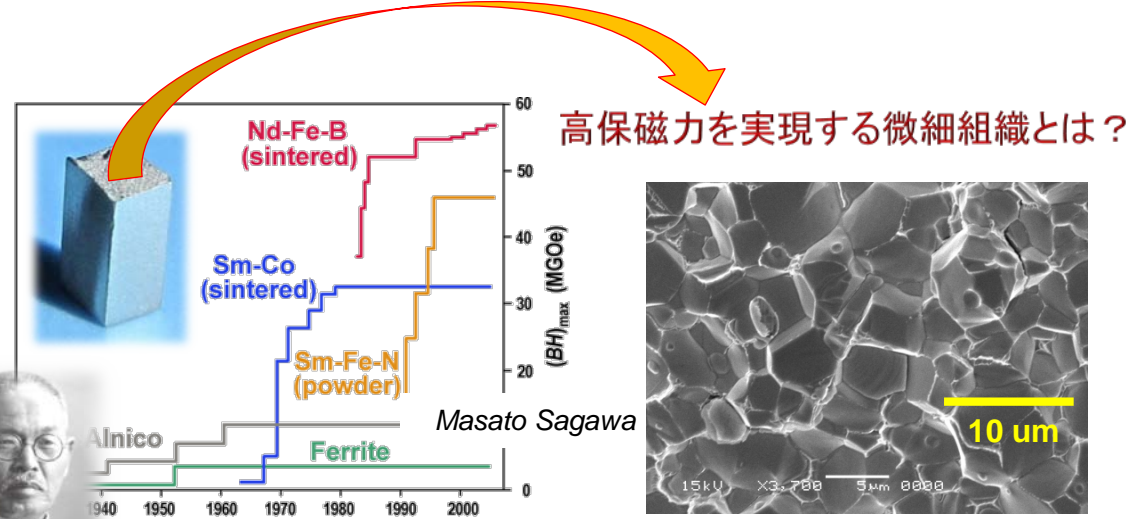 高保磁力を実現する微細組織とは？
Nd-Fe-B
(sintered)
Sm-Co
(sintered)
Sm-Fe-N
(powder)
Masato Sagawa
Alnico
Ferrite
60
50
40
30
20
0
(BH)max (MGOe)
1940 1950 1960 1970 1980 1990 2000
10 um
15kV X3,700 5μm 0000